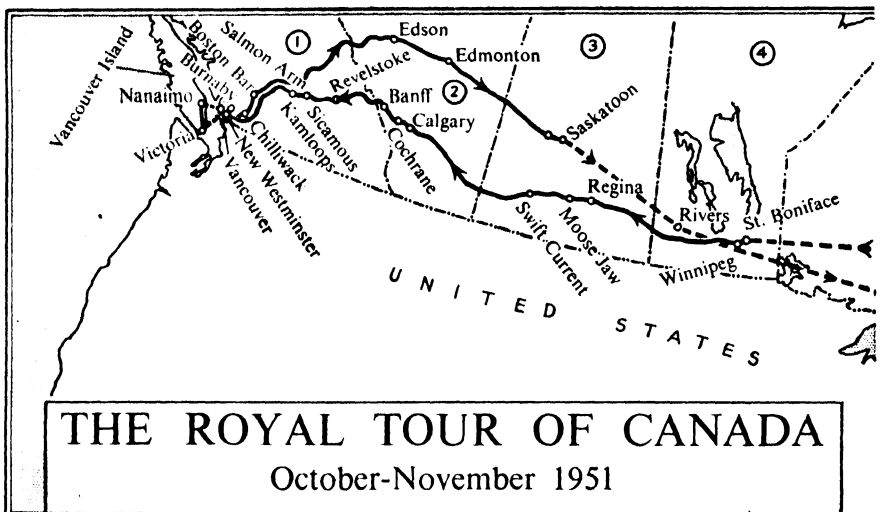 ①
②
③
④
Edson
Edmonton
Saskatoon
Salmon Arm
Boston Bar
Burnaby
Vancouver Island
Nanaimo
Victoria
Revelstoke
Banff
Calgary
Sicamous
Kamloops
Chilliwack
New Westminster
Vancouver
Cochrane
Regina
Rivers
St. Boniface
Swift Current
Moose Jaw
Winnipeg
UNITED STATES
THE ROYAL TOUR OF CANADA
October-November 1951